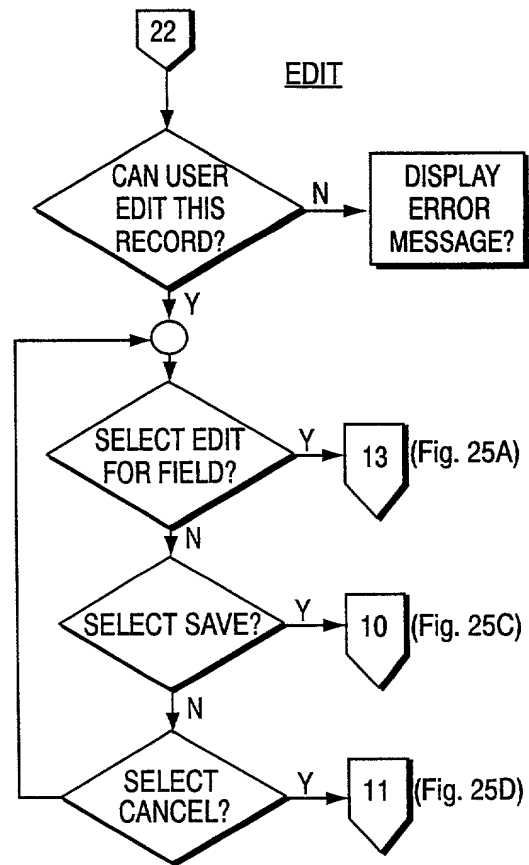 22
EDIT
CAN USER
EDIT THIS
RECORD?
N
DISPLAY
ERROR
MESSAGE?
Y
SELECT EDIT
FOR FIELD?
Y
13
(Fig. 25A)
N
SELECT SAVE?
Y
10
(Fig. 25C)
N
SELECT
CANCEL?
Y
11
(Fig. 25D)